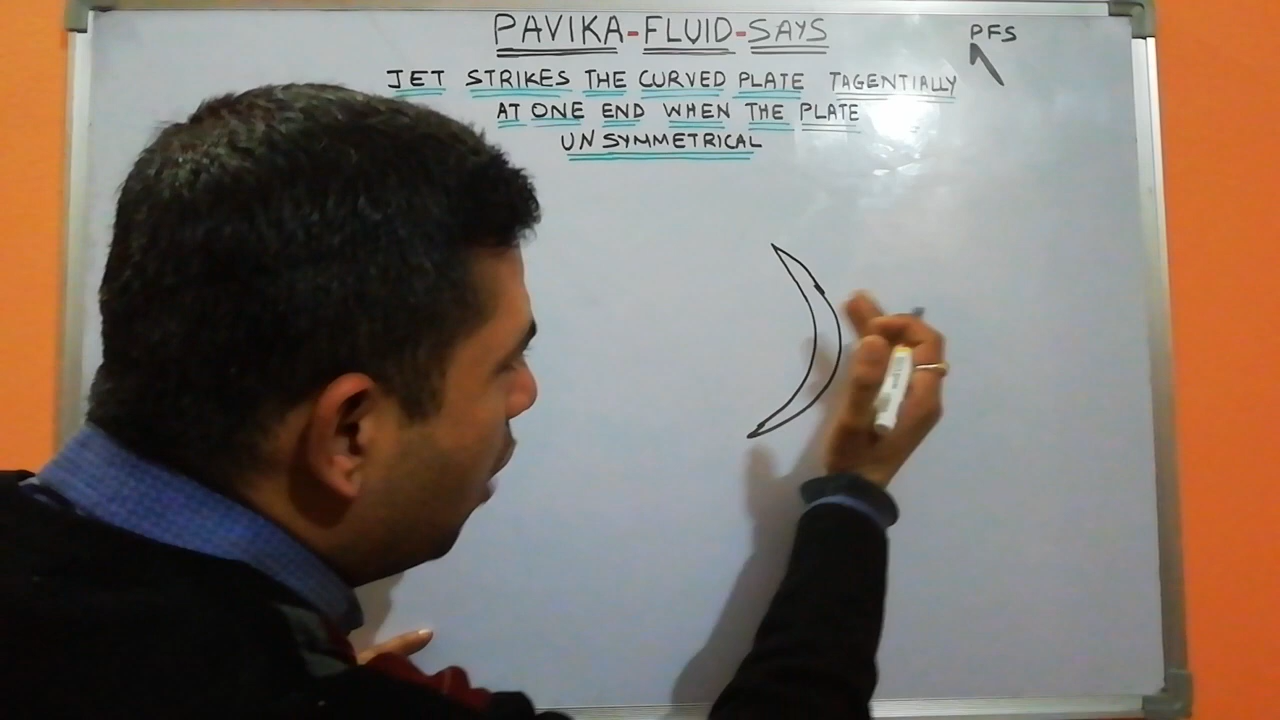 PAVIKA-FLUID-SAYS
PFS
JET STRIKES THE CURVED PLATE TAGENTIALLY
AT ONE END WHEN THE PLATE
UNSYMMETRICAL